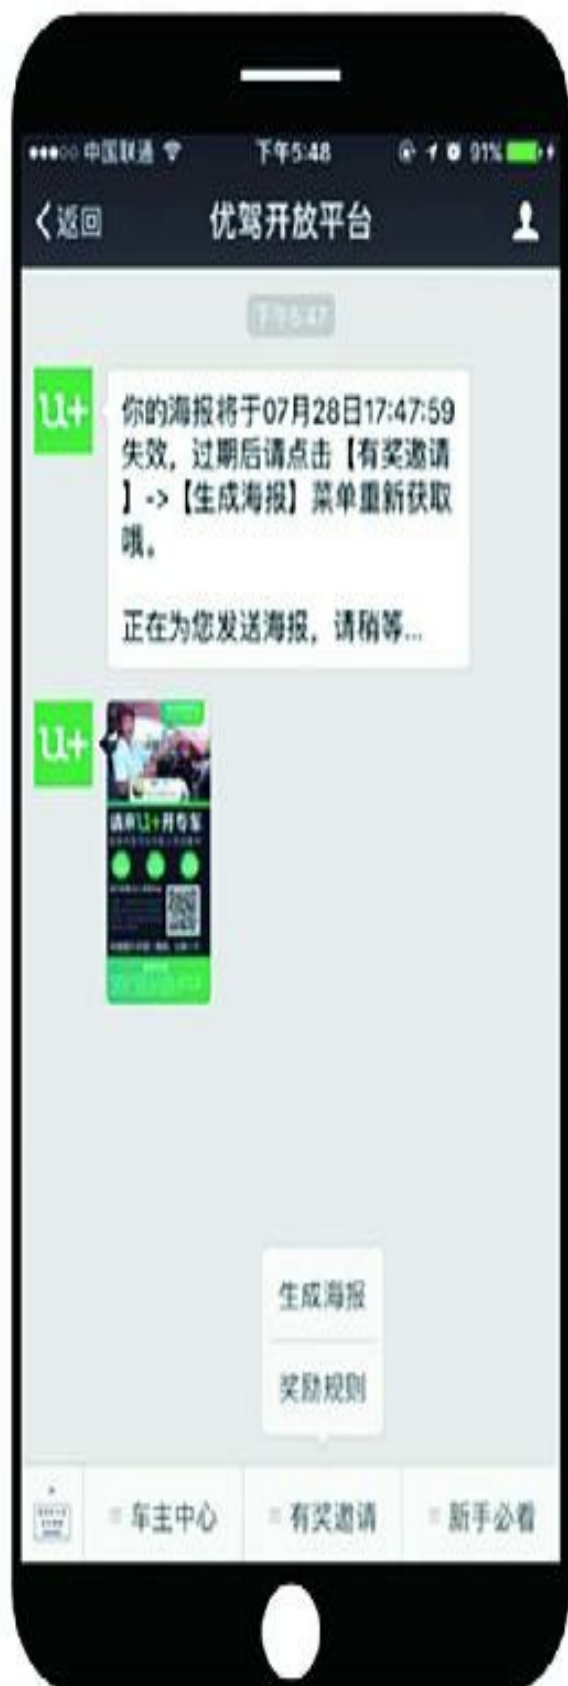 中国联通
下午5:48
91%
返回
优驾开放平台
下午5:47
u+
你的海报将于07月28日17:47:59
失效，过期后请点击【有奖邀请
】->【生成海报】菜单重新获取
哦。
正在为您发送海报，请稍等...
u+
请用u+开专车
生成海报
奖励规则
车主中心
有奖邀请
新手必看